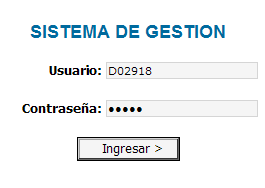 SISTEMA DE GESTION
Usuario: D02918
Contraseña: •••••
Ingresar >